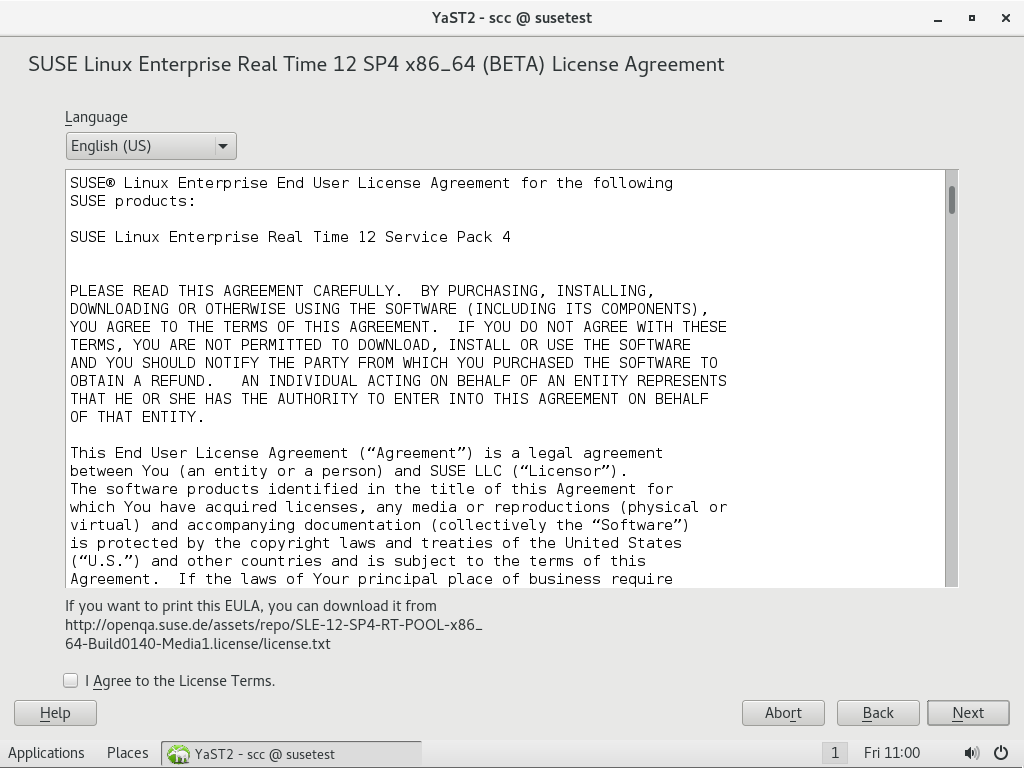 YaST2 - scc @ susetest
SUSE Linux Enterprise Real Time 12 SP4 x86_64 (BETA) License Agreement
Language
English (US)
SUSE® Linux Enterprise End User License Agreement for the following
SUSE products:
SUSE Linux Enterprise Real Time 12 Service Pack 4
PLEASE READ THIS AGREEMENT CAREFULLY.  BY PURCHASING, INSTALLING,
DOWNLOADING OR OTHERWISE USING THE SOFTWARE (INCLUDING ITS COMPONENTS),
YOU AGREE TO THE TERMS OF THIS AGREEMENT.  IF YOU DO NOT AGREE WITH THESE
TERMS, YOU ARE NOT PERMITTED TO DOWNLOAD, INSTALL OR USE THE SOFTWARE
AND YOU SHOULD NOTIFY THE PARTY FROM WHICH YOU PURCHASED THE SOFTWARE TO
OBTAIN A REFUND.   AN INDIVIDUAL ACTING ON BEHALF OF AN ENTITY REPRESENTS
THAT HE OR SHE HAS THE AUTHORITY TO ENTER INTO THIS AGREEMENT ON BEHALF
OF THAT ENTITY.
This End User License Agreement (“Agreement”) is a legal agreement
between You (an entity or a person) and SUSE LLC (“Licensor”).
The software products identified in the title of this Agreement for
which You have acquired licenses, any media or reproductions (physical or
virtual) and accompanying documentation (collectively the “Software”)
is protected by the copyright laws and treaties of the United States
(“U.S.”) and other countries and is subject to the terms of this
Agreement.  If the laws of Your principal place of business require
If you want to print this EULA, you can download it from
http://openqa.suse.de/assets/repo/SLE-12-SP4-RT-POOL-x86_
64-Build0140-Media1.license/license.txt
I Agree to the License Terms.
Help
Abort
Back
Next
Applications
Places
YaST2 - scc @ susetest
1
Fri 11:00